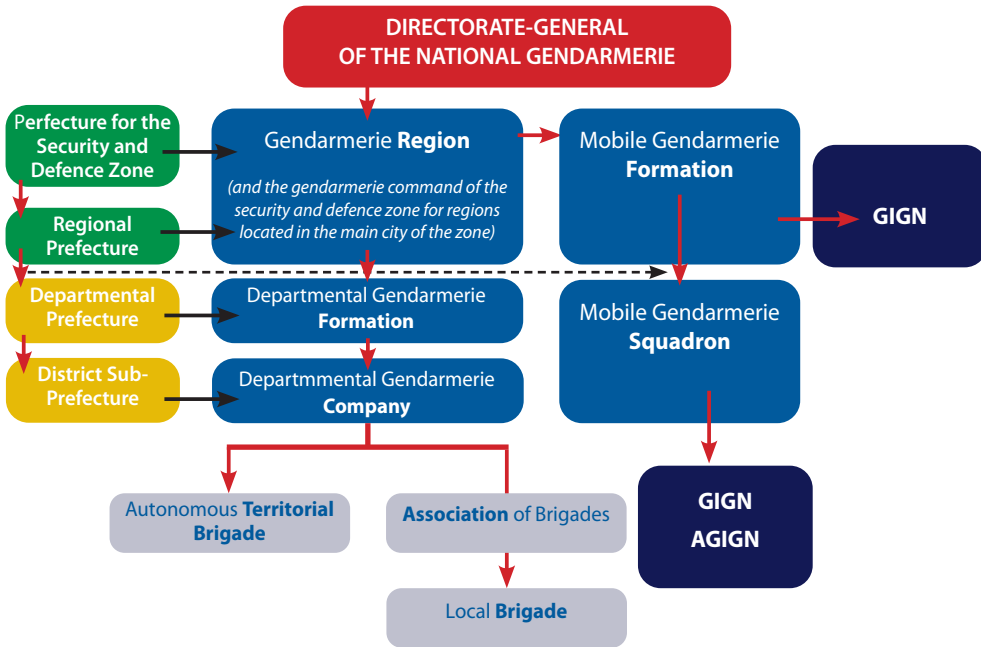 DIRECTORATE-GENERAL
OF THE NATIONAL GENDARMERIE
Perfecture for the
Security and
Defence Zone
Gendarmerie Region
(and the gendarmerie command of the
security and defence zone for regions
located in the main city of the zone)
Mobile Gendarmerie
Formation
GIGN
Regional
Prefecture
Departmental
Prefecture
Departmental Gendarmerie
Formation
Mobile Gendarmerie
Squadron
District Sub-
Prefecture
Departmmental Gendarmerie
Company
Autonomous Territorial
Brigade
Association of Brigades
GIGN
AGIGN
Local Brigade